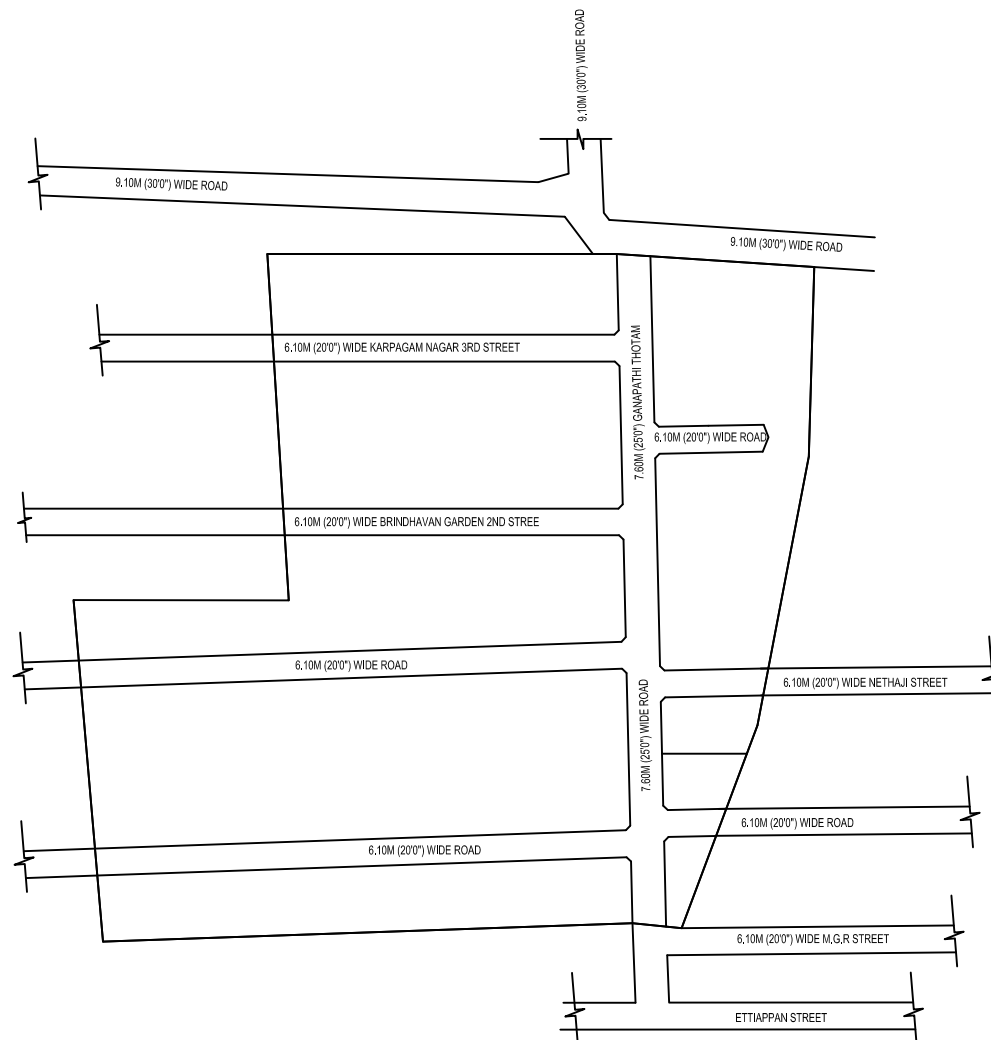 9.10M (30'0") WIDE ROAD
9.10M (30'0") WIDE ROAD
9.10M (30'0") WIDE ROAD
6.10M (20'0") WIDE KARPAGAM NAGAR 3RD STREET
7.60M (25'0") GANAPATHI THOTAM
6.10M (20'0") WIDE ROAD
6.10M (20'0") WIDE BRINDHAVAN GARDEN 2ND STREE
6.10M (20'0") WIDE ROAD
6.10M (20'0") WIDE NETHAJI STREET
7.60M (25'0") WIDE ROAD
6.10M (20'0") WIDE ROAD
6.10M (20'0") WIDE ROAD
6.10M (20'0") WIDE M.G.R STREET
ETTIAPPAN STREET